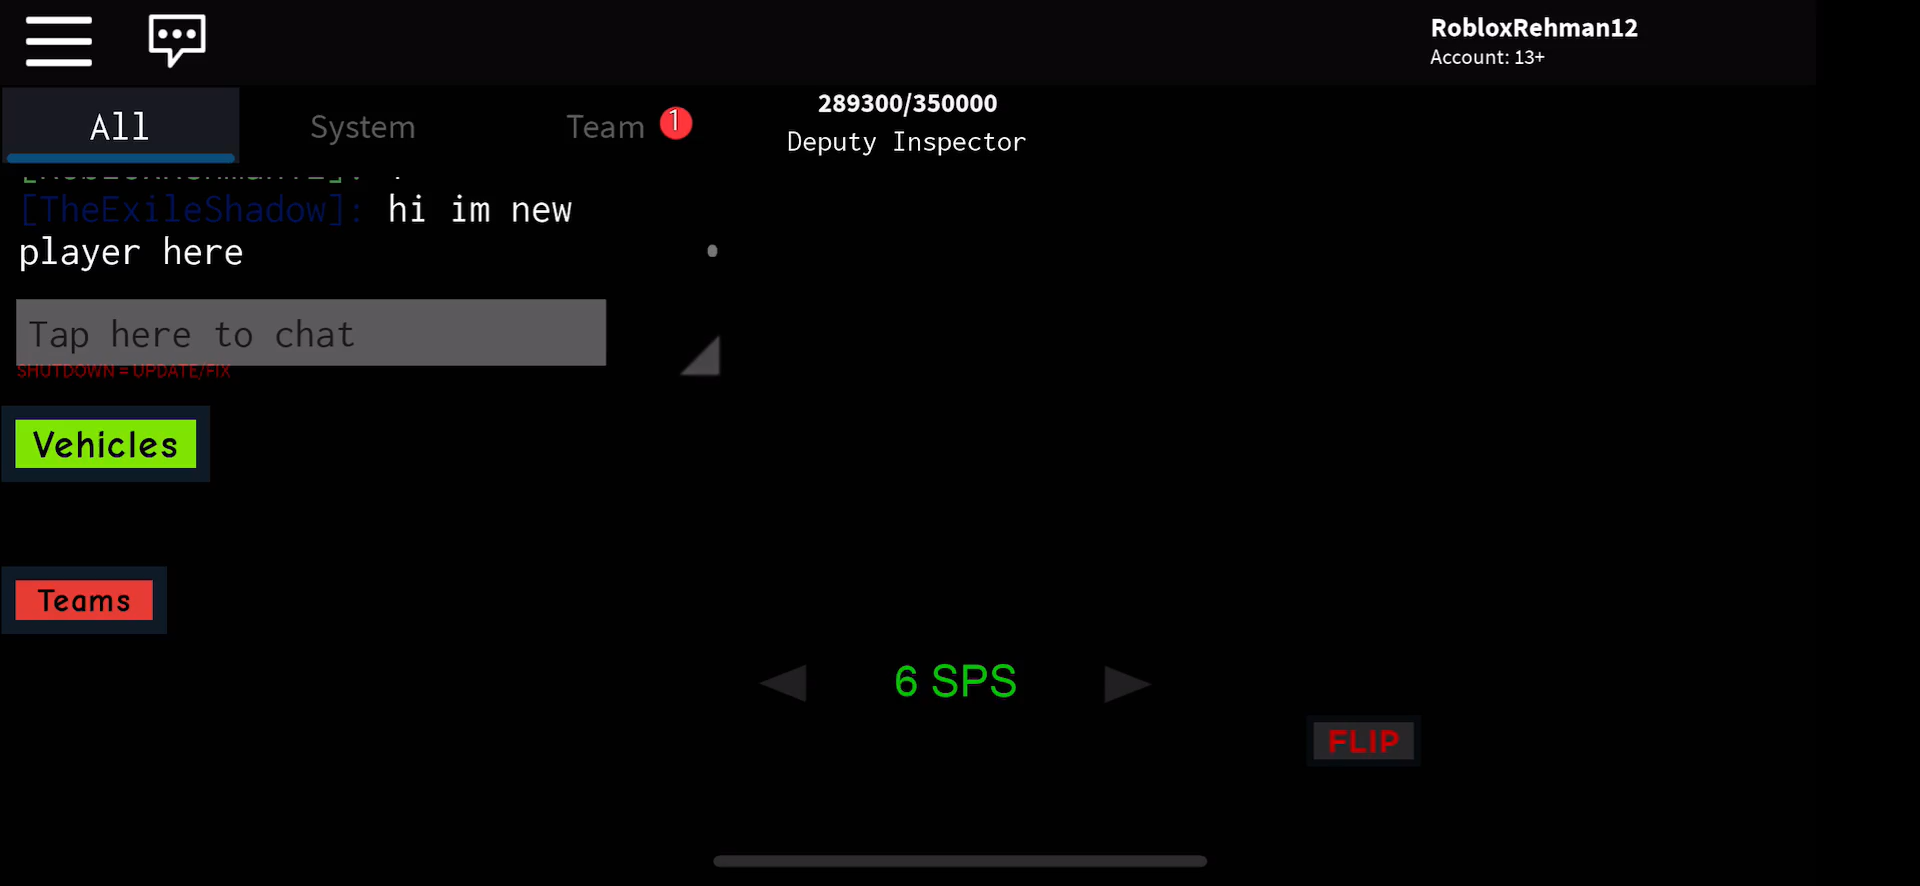 RobloxRehman12
Account: 13+
All
System
Team
1
289300/350000
Deputy Inspector
[TheExileShadow]: hi im new
player here
Tap here to chat
SHUTDOWN = UPDATE/FIX
Vehicles
Teams
6 SPS
FLIP